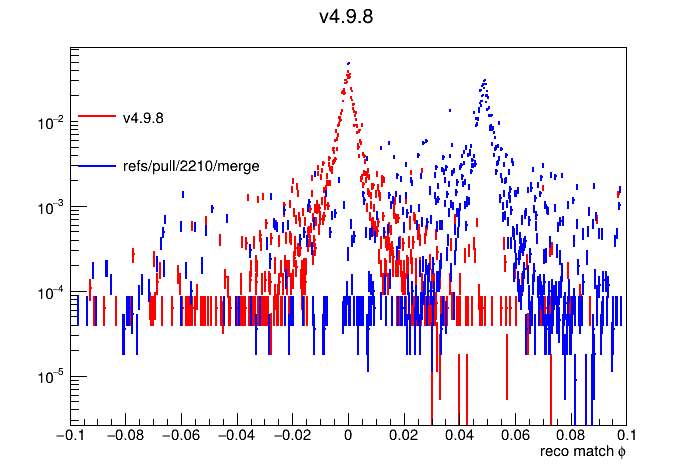 v4.9.8
v4.9.8
refs/pull/2210/merge
10⁻²
10⁻³
10⁻⁴
10⁻⁵
−0.1 −0.08 −0.06 −0.04 −0.02 0 0.02 0.04 0.06 0.08 0.1
reco match ϕ